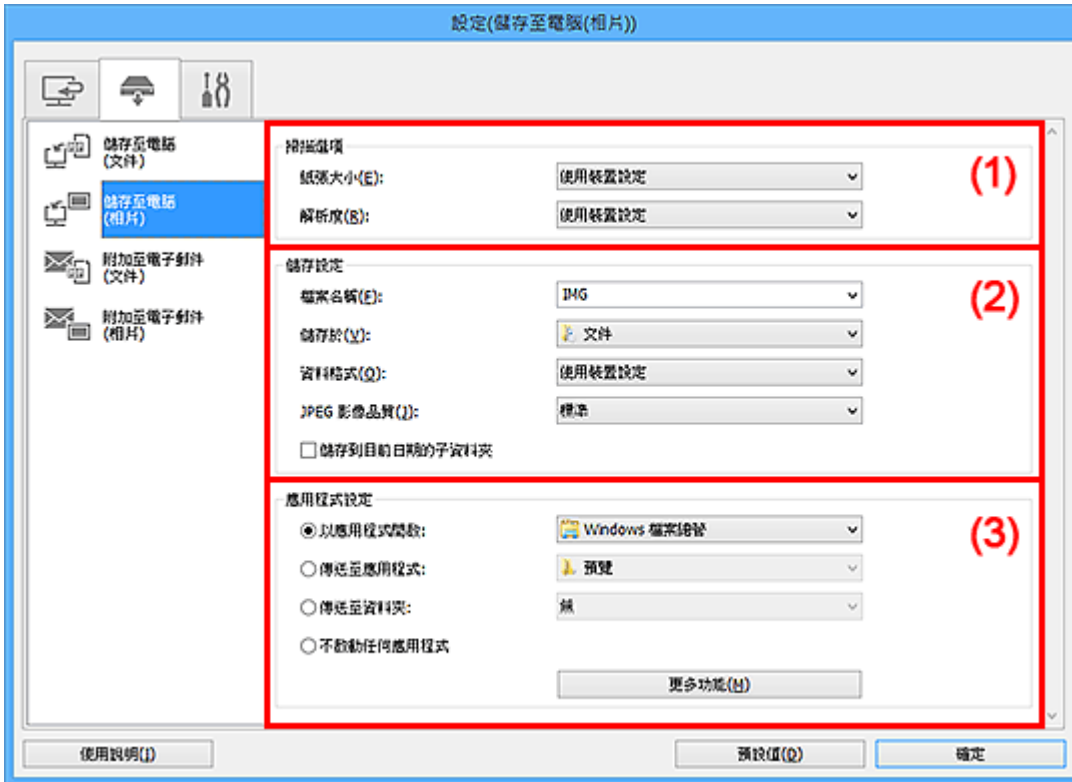 設定(儲存至電腦(相片))
儲存至電腦
(文件)
儲存至電腦
(相片)
附加至電子郵件
(文件)
附加至電子郵件
(相片)
掃描選項
(1)
紙張大小(E):
使用裝置設定
解析度(R):
使用裝置設定
儲存設定
(2)
檔案名稱(F):
IMG
儲存於(V):
文件
資料格式(O):
使用裝置設定
JPEG 影像品質(J):
標準
儲存到目前日期的子資料夾
應用程式設定
(3)
以應用程式開啟:
Windows 檔案總管
傳送至應用程式:
預覽
傳送至資料夾:
無
不啟動任何應用程式
更多功能(H)
使用說明(I)
預設值(D)
確定